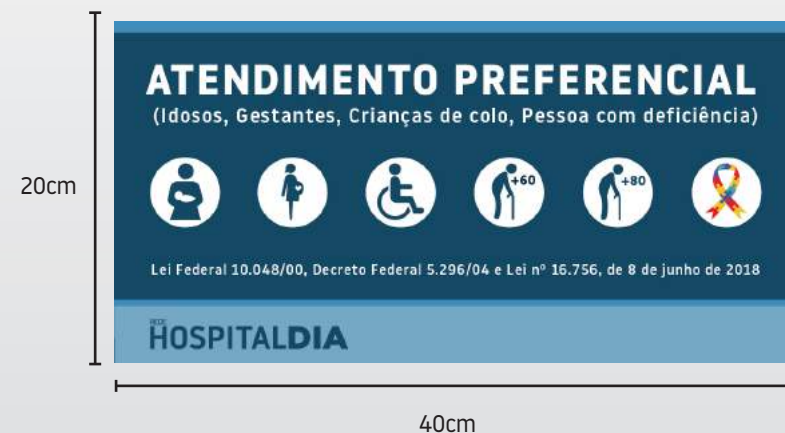 20cm
ATENDIMENTO PREFERENCIAL
(Idosos, Gestantes, Crianças de colo, Pessoa com deficiência)
+60
+80
Lei Federal 10.048/00, Decreto Federal 5.296/04 e Lei nº 16.756, de 8 de junho de 2018
REDE
HOSPITALDIA
40cm